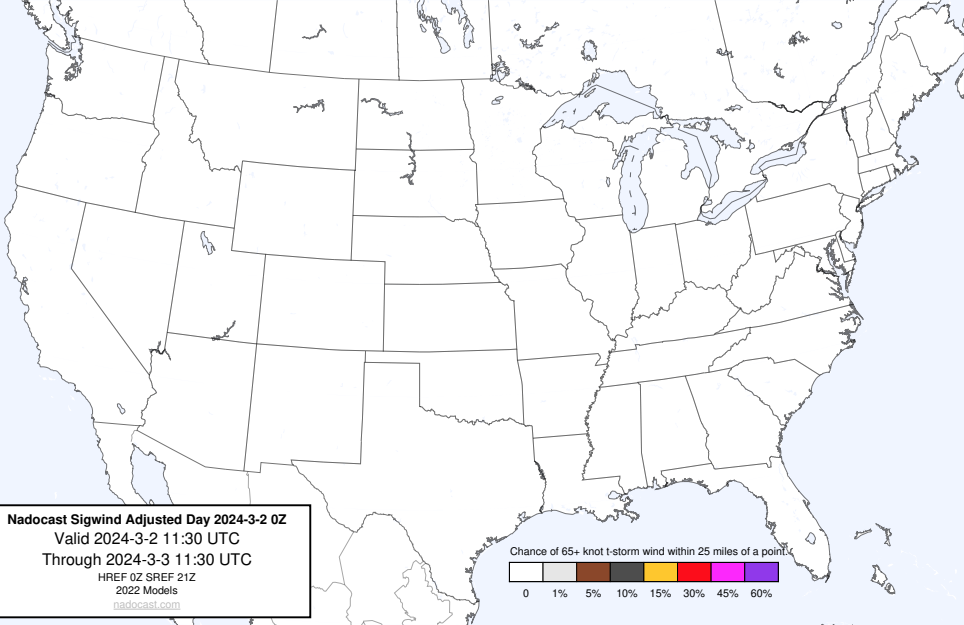 Nadocast Sigwind Adjusted Day 2024-3-2 0Z
Valid 2024-3-2 11:30 UTC
Through 2024-3-3 11:30 UTC
HREF 0Z SREF 21Z
2022 Models
nadocast.com
Chance of 65+ knot t-storm wind within 25 miles of a point.
0 1% 5% 10% 15% 30% 45% 60%